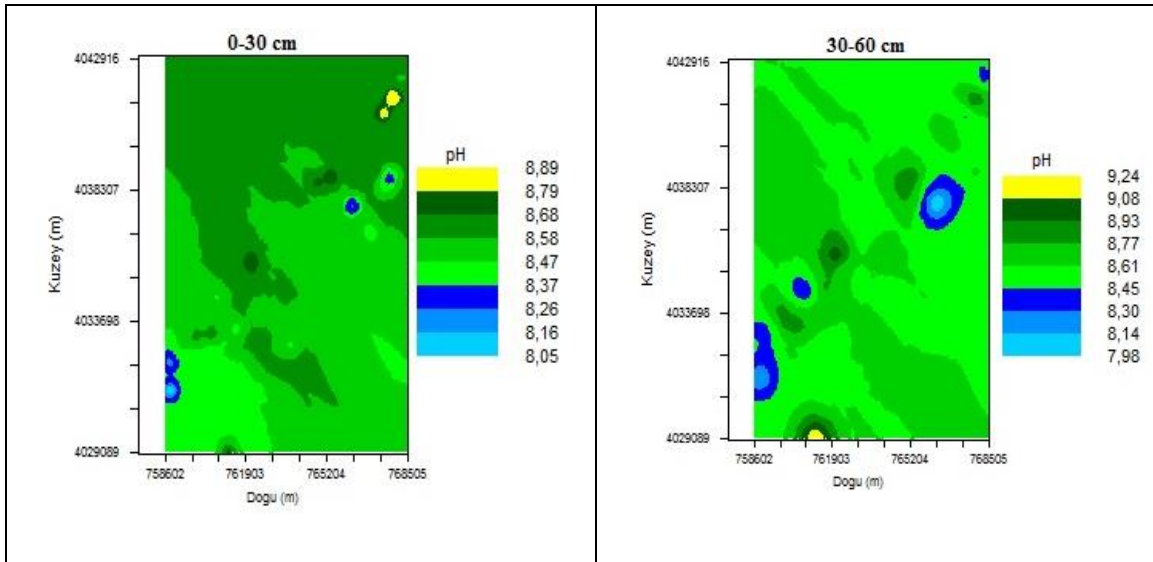 0-30 cm
4042916
4038307
4033698
4029089
Kuzey (m)
758602 761903 765204 768505
Dogu (m)
pH
8,89
8,79
8,68
8,58
8,47
8,37
8,26
8,16
8,05
30-60 cm
4042916
4038307
4033698
4029089
Kuzey (m)
758602 761903 765204 768505
Dogu (m)
pH
9,24
9,08
8,93
8,77
8,61
8,45
8,30
8,14
7,98